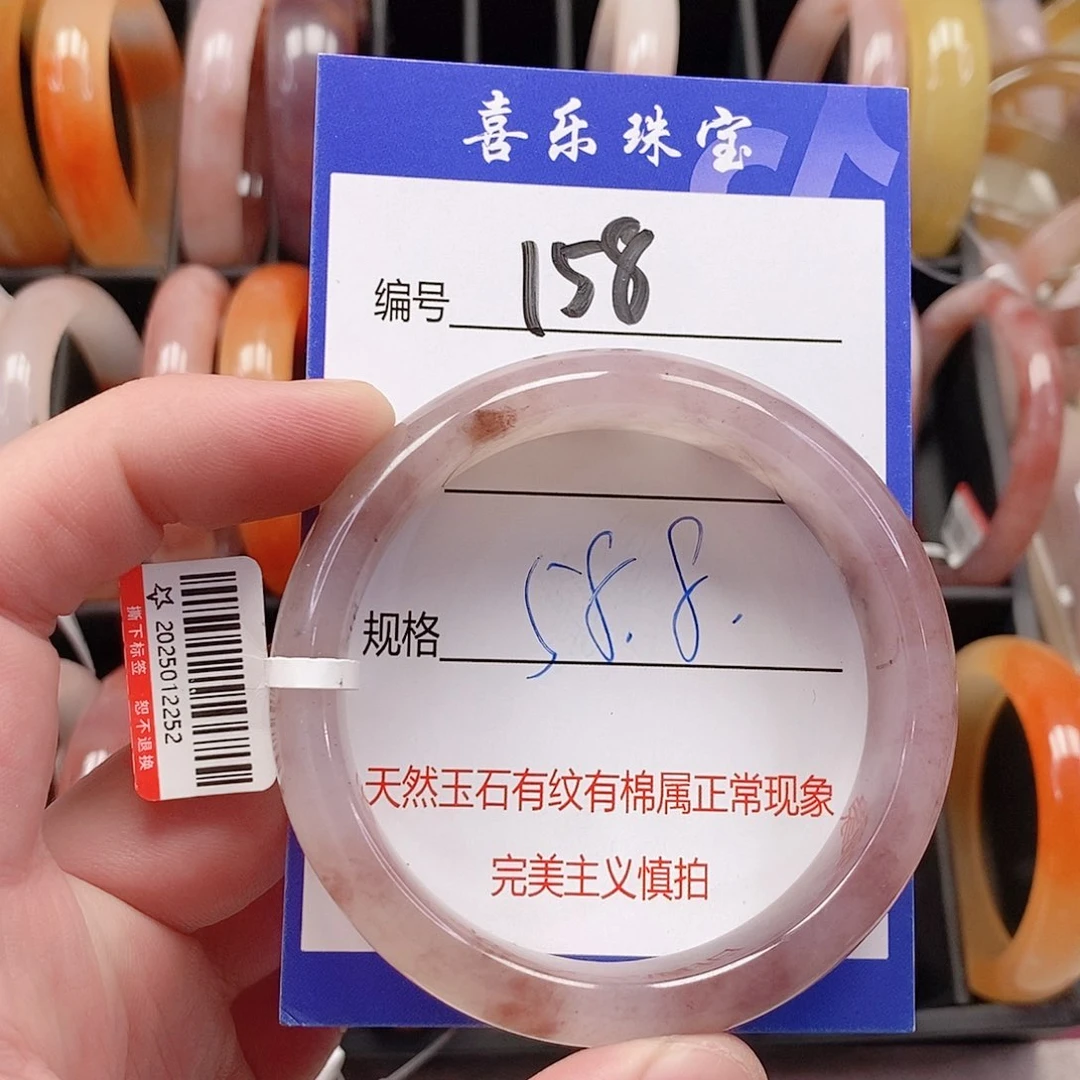 喜乐珠宝
编号 158
规格 58.8.
天然玉石有纹有棉属正常现象
完美主义慎拍
☆ 2025012252
撕下标签 恕不退换